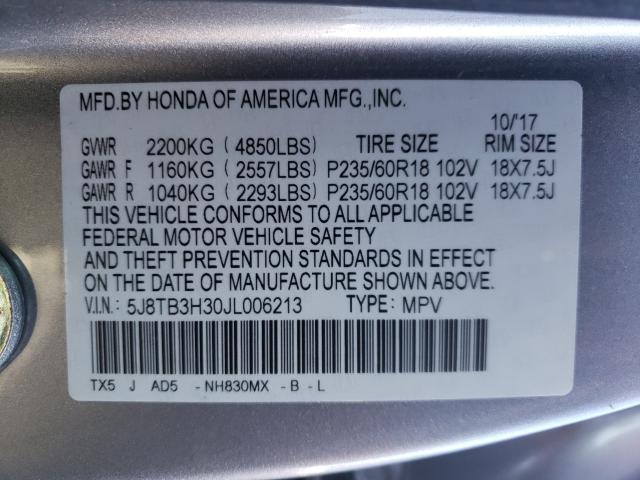 MFD.BY HONDA OF AMERICA MFG.,INC.
10/'17
GVWR 2200KG (4850LBS) TIRE SIZE RIM SIZE
GAWR F 1160KG (2557LBS) P235/60R18 102V 18X7.5J
GAWR R 1040KG (2293LBS) P235/60R18 102V 18X7.5J
THIS VEHICLE CONFORMS TO ALL APPLICABLE
FEDERAL MOTOR VEHICLE SAFETY
AND THEFT PREVENTION STANDARDS IN EFFECT
ON THE DATE OF MANUFACTURE SHOWN ABOVE.
V.I.N.: 5J8TB3H30JL006213 TYPE: MPV
TX5 J AD5 -NH830MX -B -L